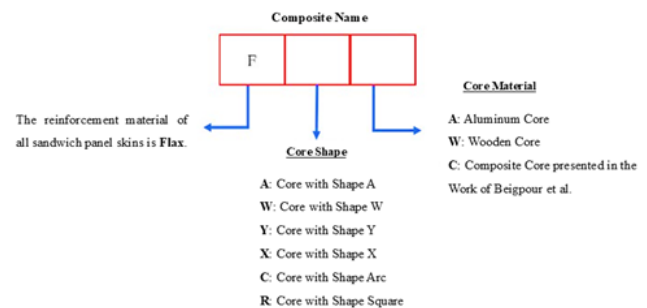 Composite Name
F
The reinforcement material of
all sandwich panel skins is Flax.
Core Shape
A: Core with Shape A
W: Core with Shape W
Y: Core with Shape Y
X: Core with Shape X
C: Core with Shape Arc
R: Core with Shape Square
Core Material
A: Aluminum Core
W: Wooden Core
C: Composite Core presented in the
Work of Beigpour et al.